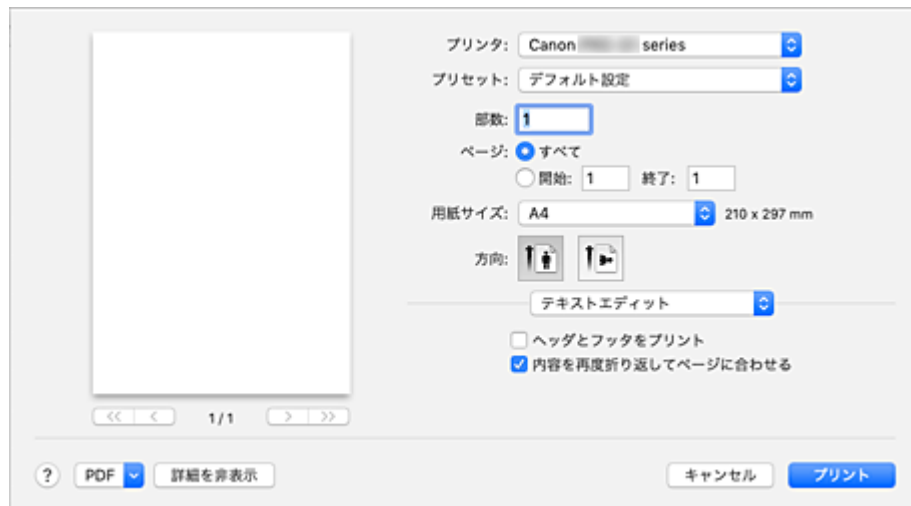 プリンタ: Canon series
プリセット: デフォルト設定
部数: 1
ページ: すべて
開始: 1 終了: 1
用紙サイズ: A4 210 x 297 mm
方向:
テキストエディット
ヘッダとフッタをプリント
内容を再度折り返してページに合わせる
<< < 1 / 1 > >>
? PDF 詳細を非表示 キャンセル プリント